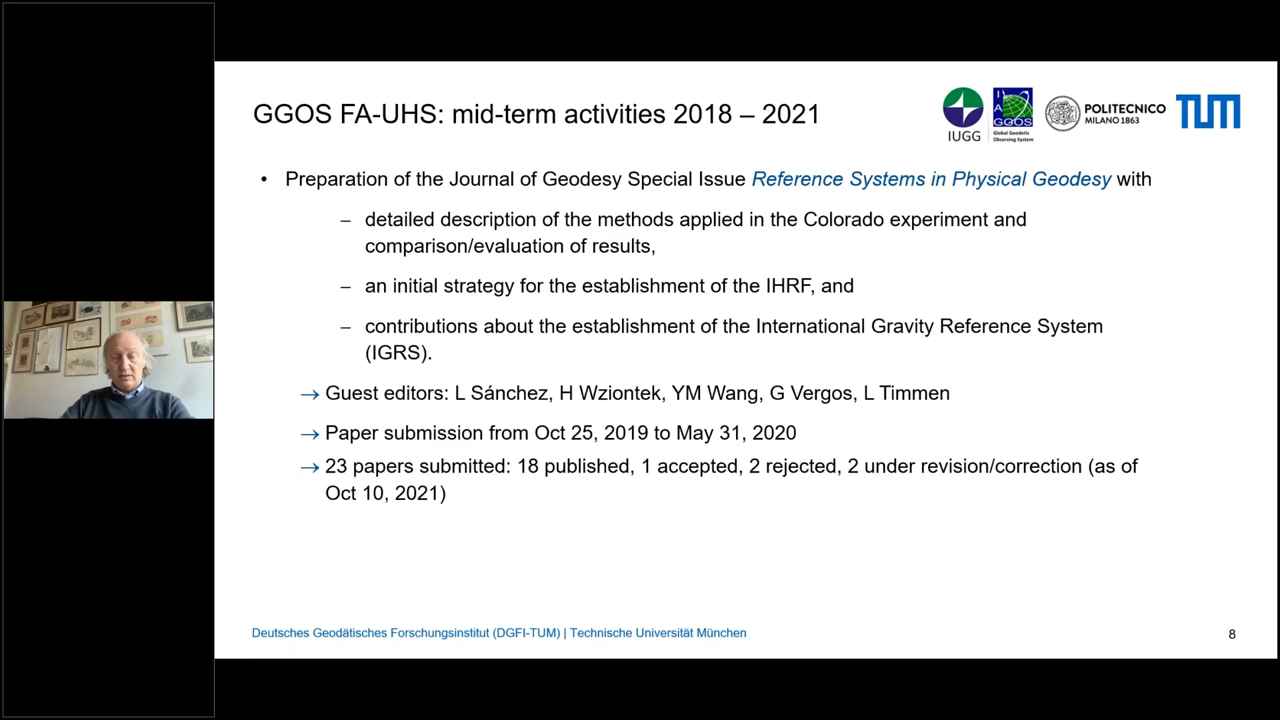 GGOS FA-UHS: mid-term activities 2018 – 2021
IUGG
I A G
GGOS
Global Geodetic
Observing System
POLITECNICO
MILANO 1863
TUM
• Preparation of the Journal of Geodesy Special Issue Reference Systems in Physical Geodesy with
– detailed description of the methods applied in the Colorado experiment and
comparison/evaluation of results,
– an initial strategy for the establishment of the IHRF, and
– contributions about the establishment of the International Gravity Reference System
(IGRS).
→ Guest editors: L Sánchez, H Wziontek, YM Wang, G Vergos, L Timmen
→ Paper submission from Oct 25, 2019 to May 31, 2020
→ 23 papers submitted: 18 published, 1 accepted, 2 rejected, 2 under revision/correction (as of
Oct 10, 2021)
Deutsches Geodätisches Forschungsinstitut (DGFI-TUM) | Technische Universität München
8